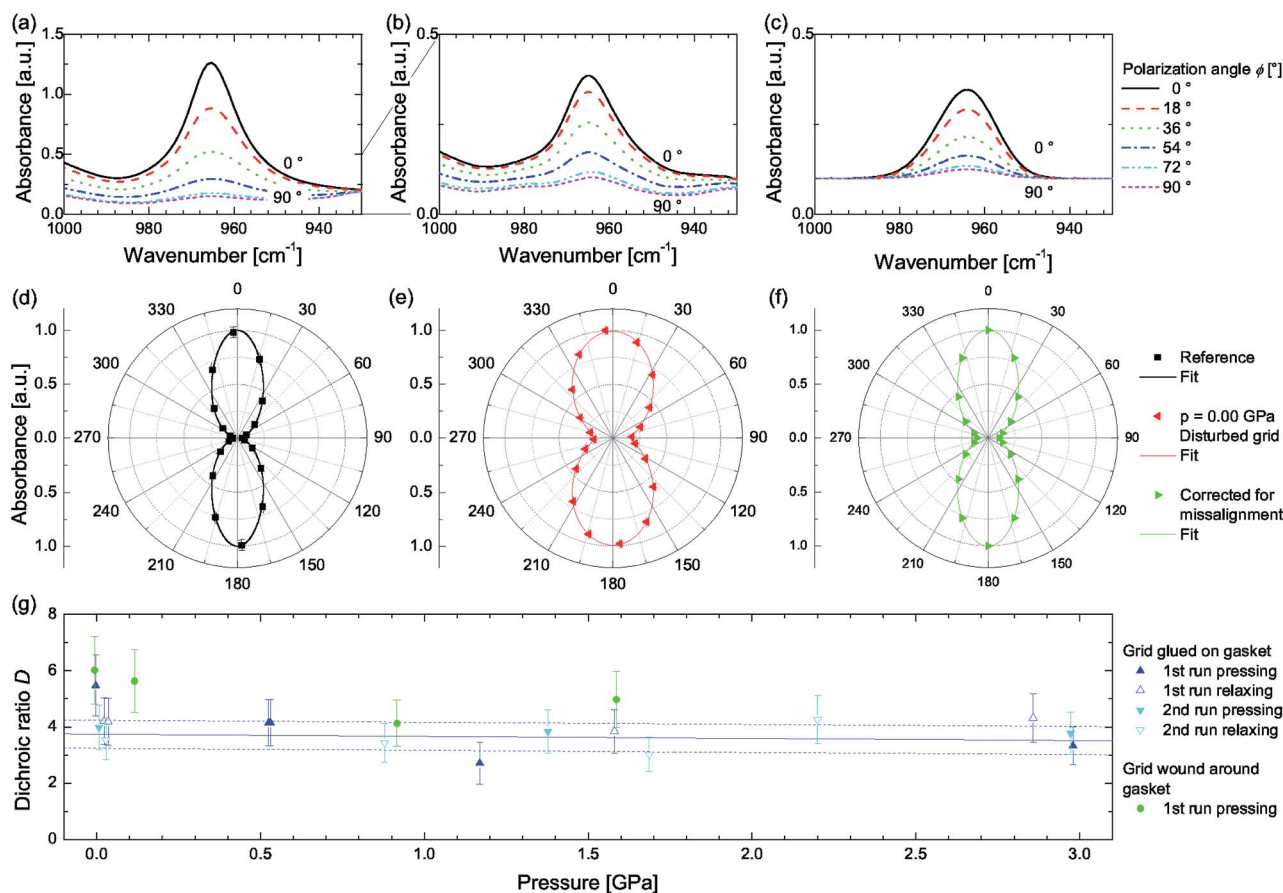 (a)
1.5
1.0
0.5
0.0
Absorbance [a.u.]
0 °
90 °
1000
980
960
940
Wavenumber [cm-1]
(b)
0.5
0.0
Absorbance [a.u.]
0 °
90 °
1000
980
960
940
Wavenumber [cm-1]
(c)
0.5
0.0
Absorbance [a.u.]
0 °
90 °
980
960
940
Wavenumber [cm-1]
Polarization angle ϕ [°]
0 °
18 °
36 °
54 °
72 °
90 °
(d)
Absorbance [a.u.]
1.0
0.5
0.0
0.5
1.0
0
30
60
90
120
150
180
210
240
270
300
330
(e)
Absorbance [a.u.]
1.0
0.5
0.0
0.5
1.0
0
30
60
90
120
150
180
210
240
270
300
330
(f)
Absorbance [a.u.]
1.0
0.5
0.0
0.5
1.0
0
30
60
90
120
150
180
210
240
270
300
330
Reference
Fit
p = 0.00 GPa
Disturbed grid
Fit
Corrected for
missalignment
Fit
(g)
Dichroic ratio D
8
6
4
2
0
0.0
0.5
1.0
1.5
2.0
2.5
3.0
Pressure [GPa]
Grid glued on gasket
1st run pressing
1st run relaxing
2nd run pressing
2nd run relaxing
Grid wound around
gasket
1st run pressing